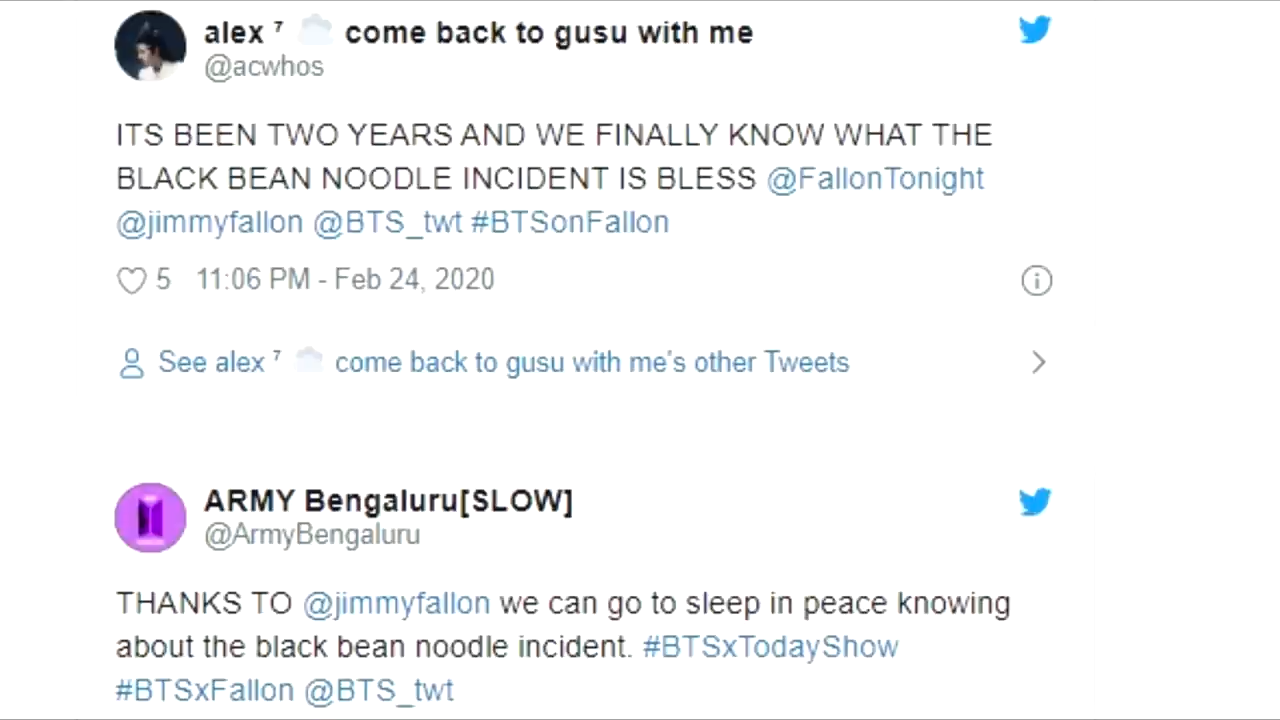 alex ⁷ come back to gusu with me
@acwhos
ITS BEEN TWO YEARS AND WE FINALLY KNOW WHAT THE
BLACK BEAN NOODLE INCIDENT IS BLESS @FallonTonight
@jimmyfallon @BTS_twt #BTSonFallon
5 11:06 PM - Feb 24, 2020
See alex ⁷ come back to gusu with me's other Tweets
ARMY Bengaluru[SLOW]
@ArmyBengaluru
THANKS TO @jimmyfallon we can go to sleep in peace knowing
about the black bean noodle incident. #BTSxTodayShow
#BTSxFallon @BTS_twt